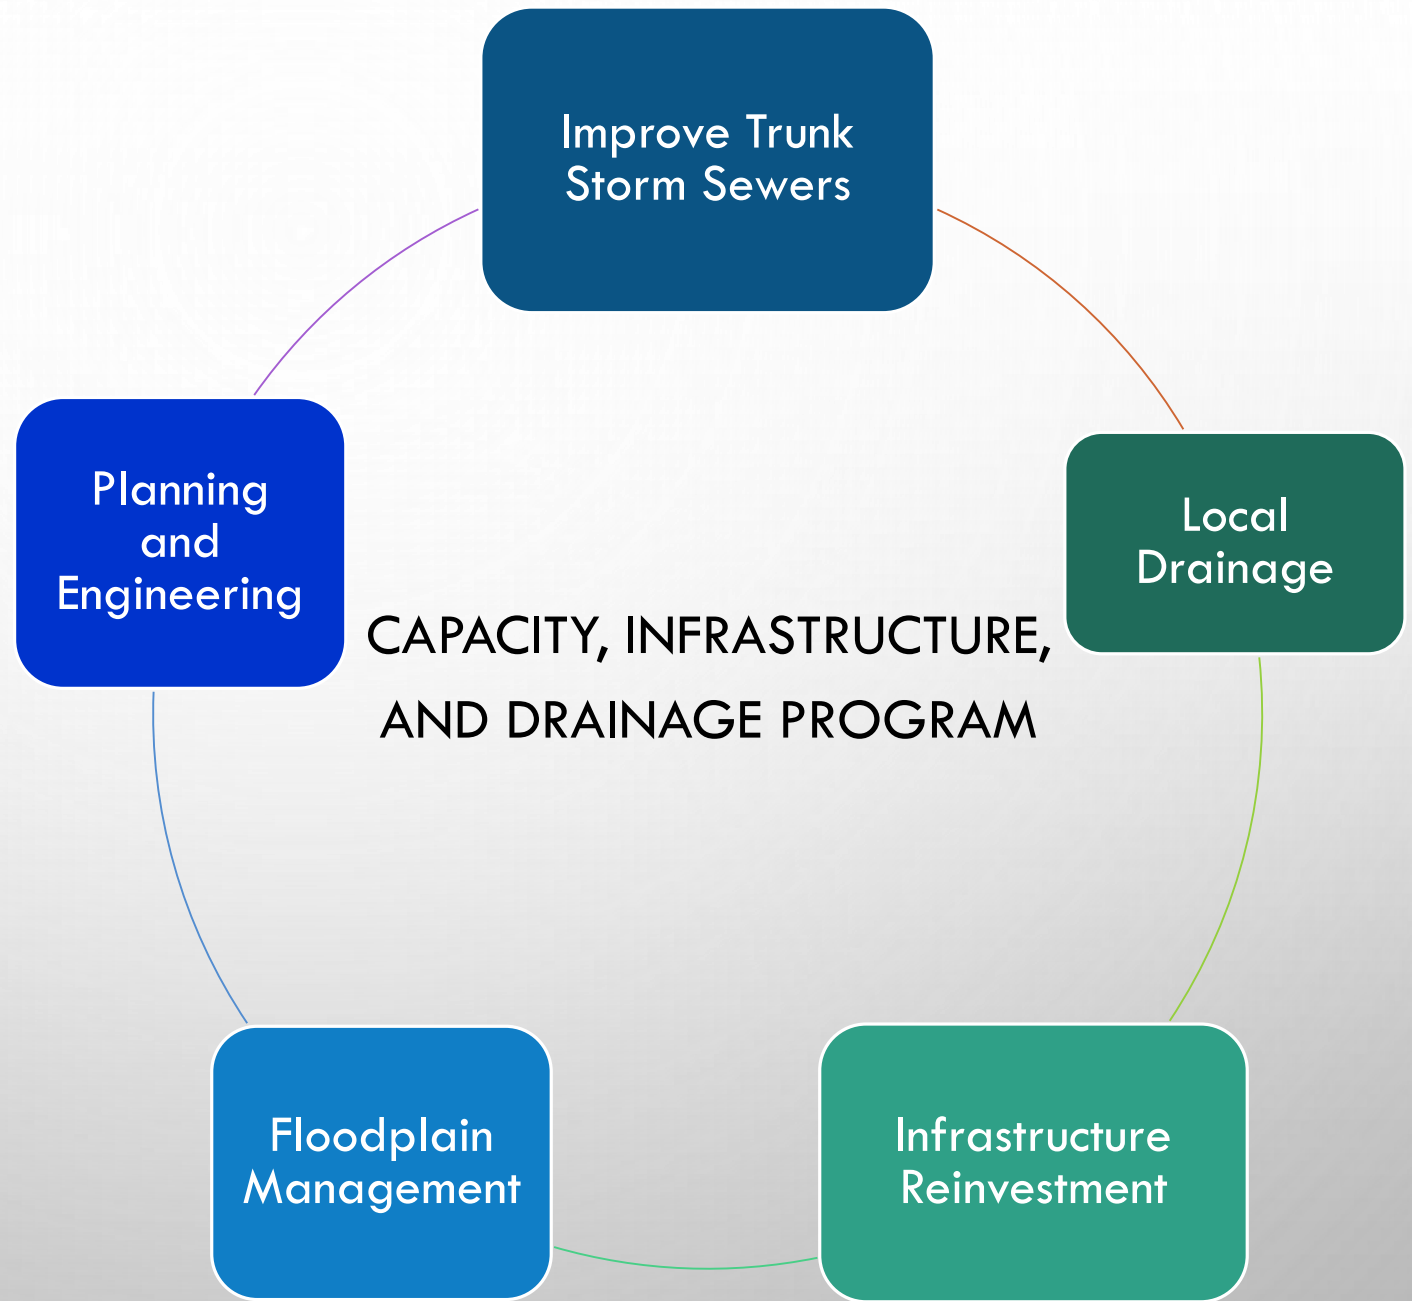 Improve Trunk
Storm Sewers
Local
Drainage
Infrastructure
Reinvestment
Floodplain
Management
Planning
and
Engineering
CAPACITY, INFRASTRUCTURE,
AND DRAINAGE PROGRAM